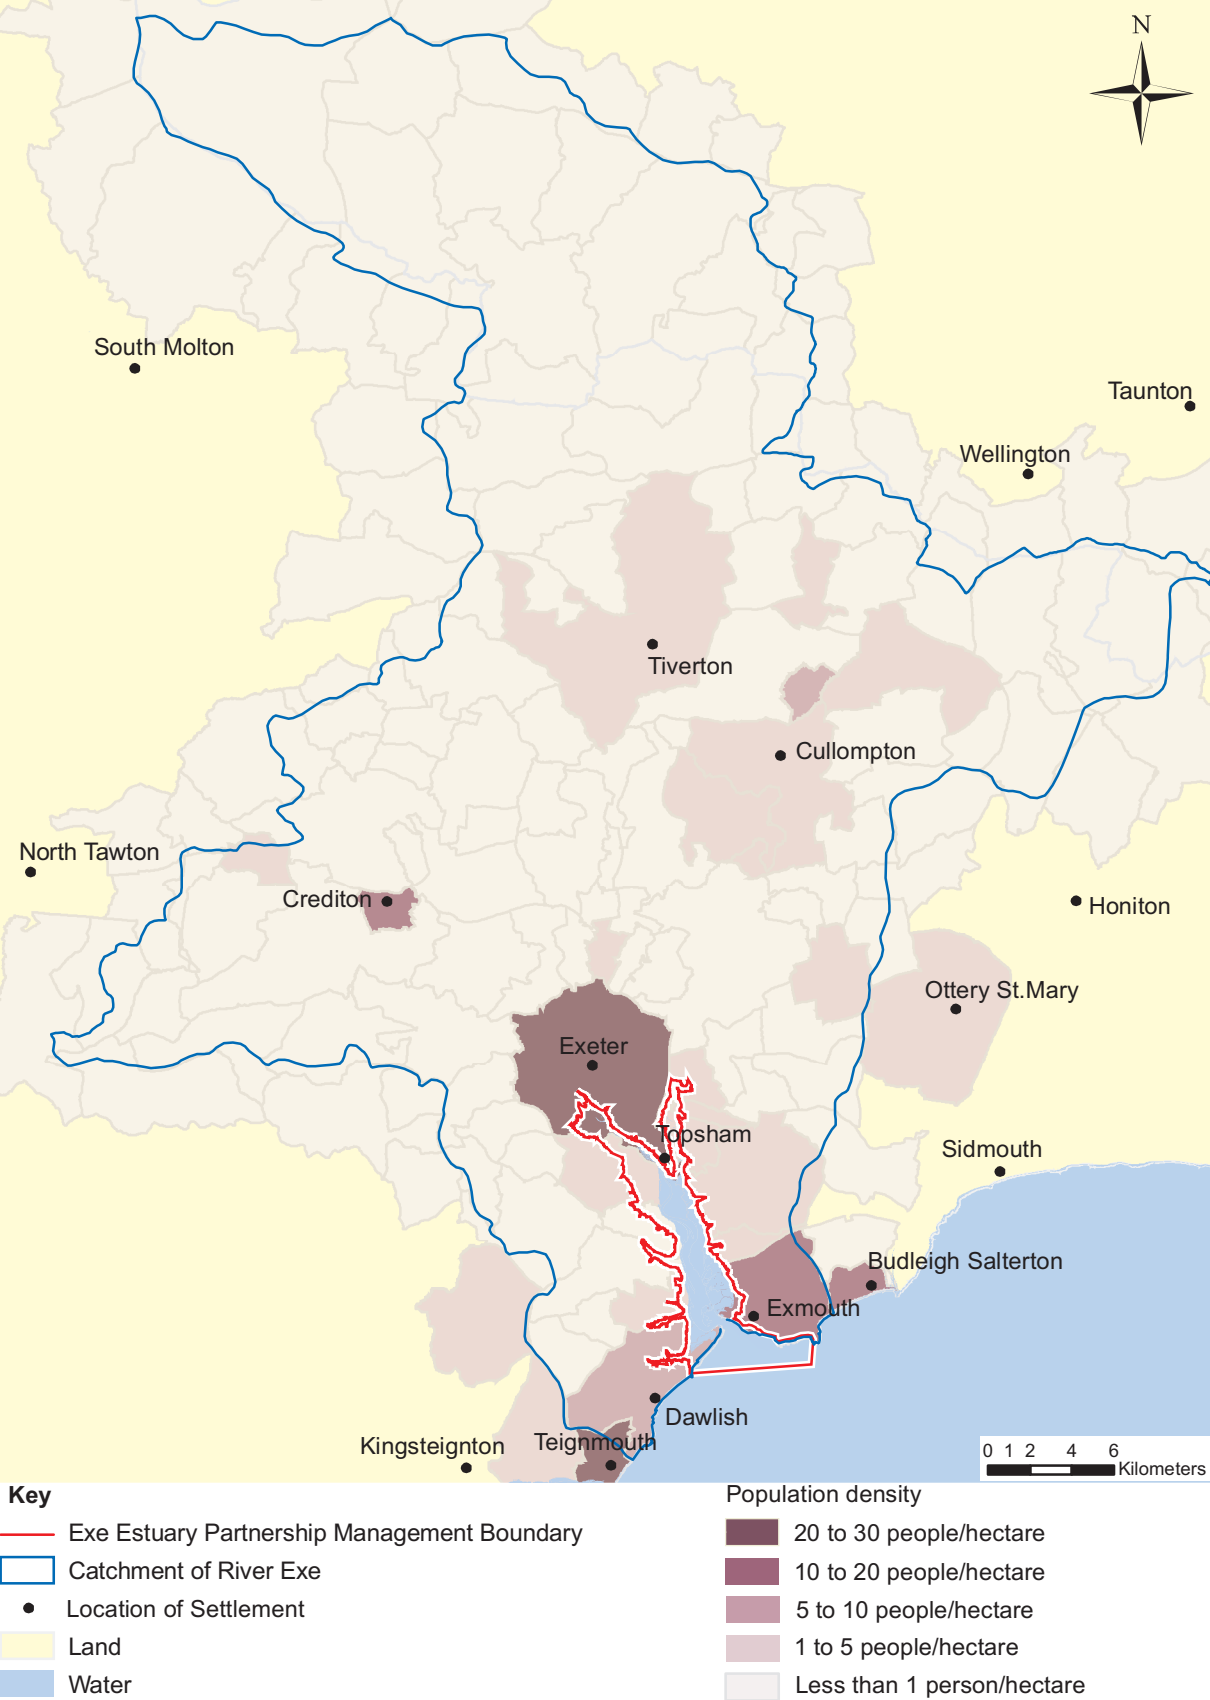 N
South Molton
Taunton
Wellington
Tiverton
Cullompton
North Tawton
Crediton
Honiton
Ottery St.Mary
Exeter
Topsham
Sidmouth
Budleigh Salterton
Exmouth
Dawlish
Kingsteignton
Teignmouth
0 1 2 4 6
Kilometers
Key
Exe Estuary Partnership Management Boundary
Catchment of River Exe
Location of Settlement
Land
Water
Population density
20 to 30 people/hectare
10 to 20 people/hectare
5 to 10 people/hectare
1 to 5 people/hectare
Less than 1 person/hectare